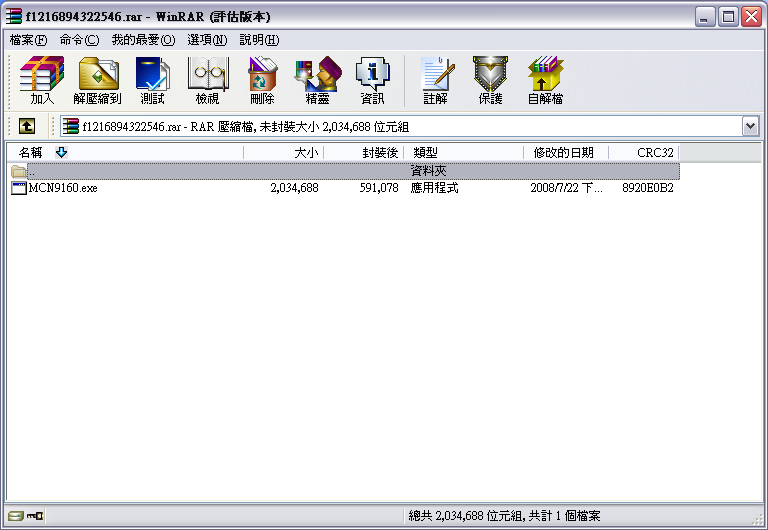 f1216894322546.rar - WinRAR (評估版本)
檔案(F) 命令(C) 我的最愛(O) 選項(N) 說明(H)
加入 解壓縮到 測試 檢視 刪除 精靈 資訊 註解 保護 自解檔
f1216894322546.rar - RAR 壓縮檔, 未封裝大小 2,034,688 位元組
名稱 大小 封裝後 類型 修改的日期 CRC32
.. 資料夾
MCN9160.exe 2,034,688 591,078 應用程式 2008/7/22 下... 8920E0B2
總共 2,034,688 位元組, 共計 1 個檔案